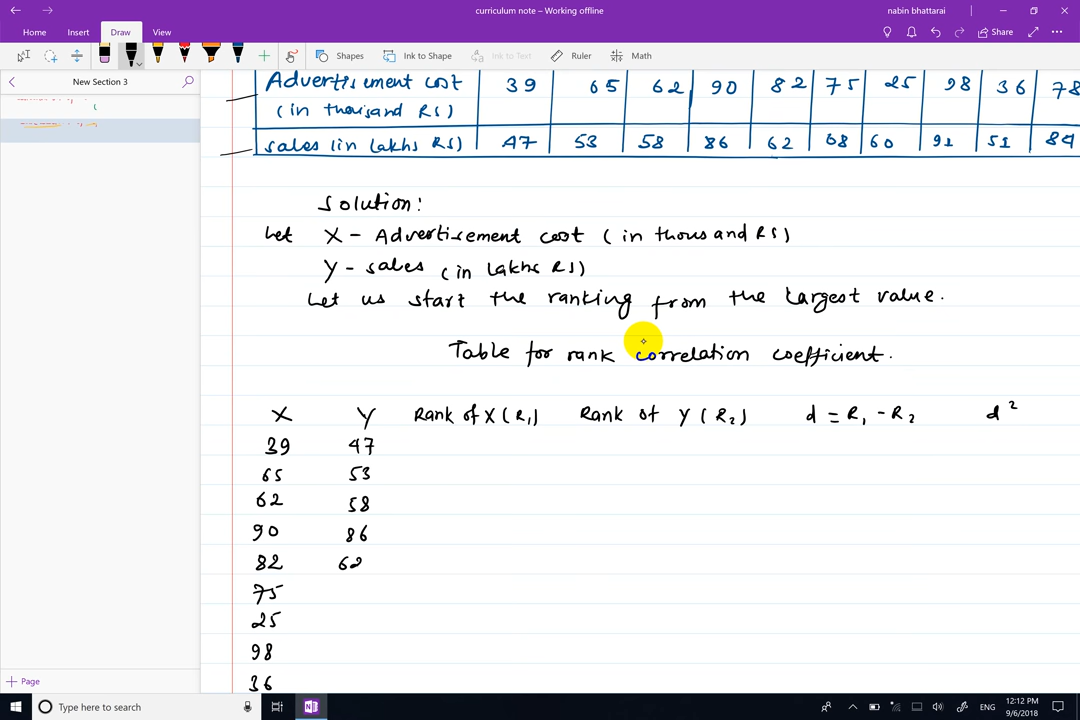 curriculum note – Working offline
nabin bhattarai
Home Insert Draw View
Share
Shapes Ink to Shape Ink to Text Ruler Math
New Section 3
Advertisement cost 39 65 62 90 82 75 25 98 36 78
(in thousand RS)
sales (in Lakhs RS) 47 53 58 86 62 68 60 91 51 84
Solution:
Let X - Advertisement cost (in thousand RS)
Y - sales (in Lakhs RS)
Let us start the ranking from the largest value.
Table for rank correlation coefficient.
X Y Rank of X (R₁) Rank of Y (R₂) d = R₁ - R₂ d²
39 47
65 53
62 58
90 86
82 62
75
25
98
36
+ Page
Type here to search
ENG
12:12 PM
9/6/2018